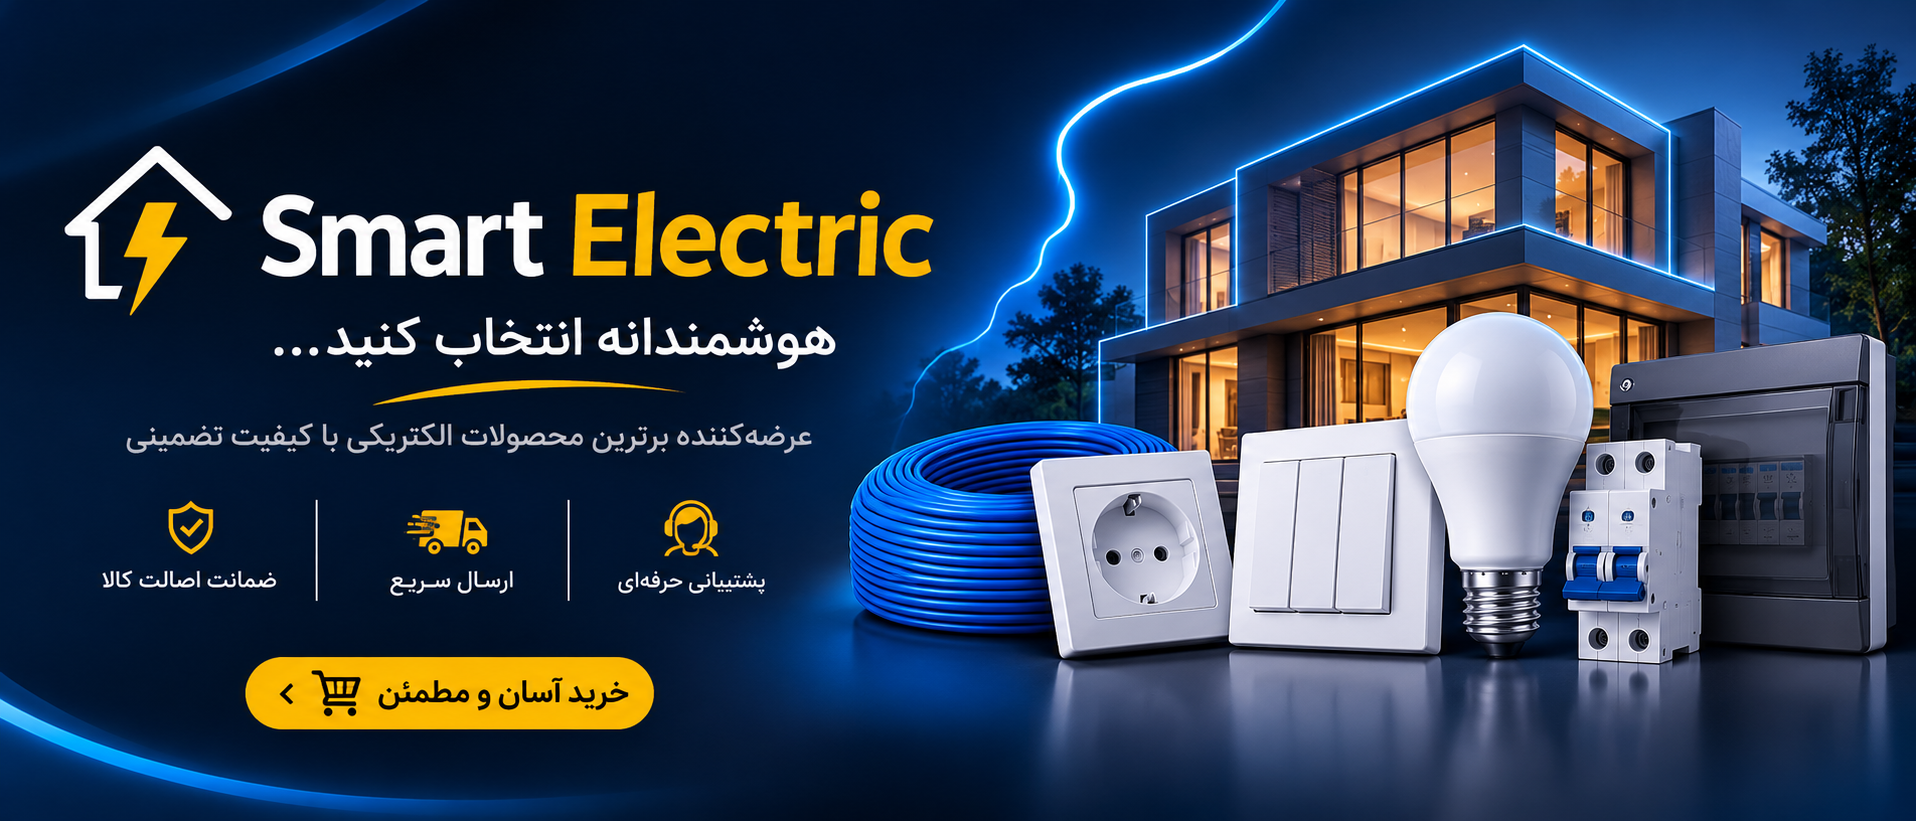 Smart Electric
هوشمندانه انتخاب کنید...
عرضه‌کننده برترین محصولات الکتریکی با کیفیت تضمینی
پشتیبانی حرفه‌ای
ارسال سریع
ضمانت اصالت کالا
خرید آسان و مطمئن